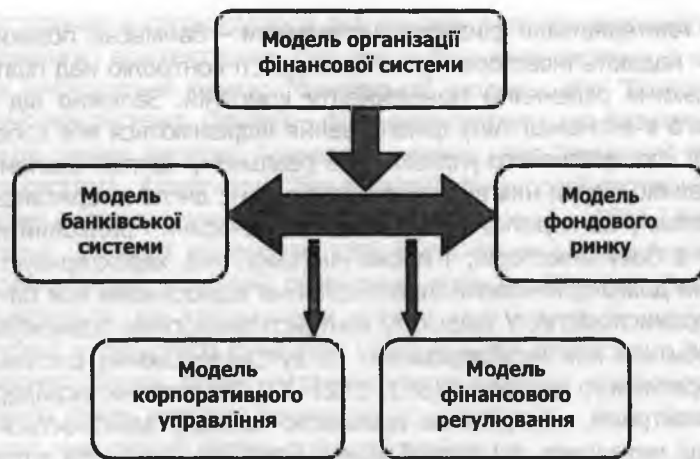 Модель організації
фінансової системи
Модель
банківської
системи
Модель
фондового
ринку
Модель
корпоративного
управління
Модель
фінансового
регулювання